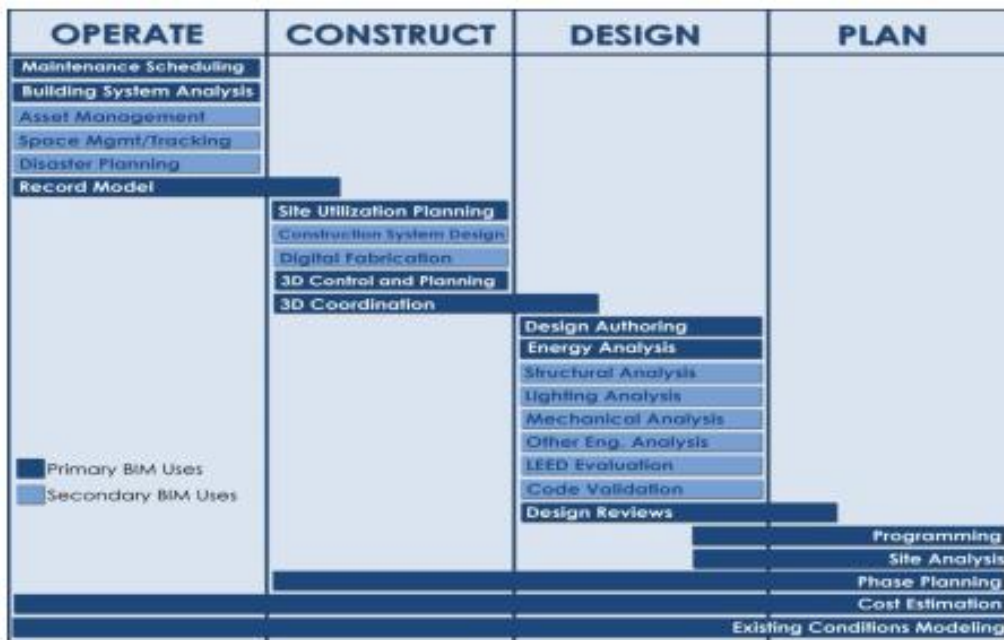 OPERATE CONSTRUCT DESIGN PLAN
Maintenance Scheduling
Building System Analysis
Asset Management
Space Mgmt/Tracking
Disaster Planning
Record Model
Site Utilization Planning
Construction System Design
Digital Fabrication
3D Control and Planning
3D Coordination
Design Authoring
Energy Analysis
Structural Analysis
Lighting Analysis
Mechanical Analysis
Other Eng. Analysis
LEED Evaluation
Code Validation
Design Reviews
Programming
Site Analysis
Phase Planning
Cost Estimation
Existing Conditions Modeling
Primary BIM Uses
Secondary BIM Uses